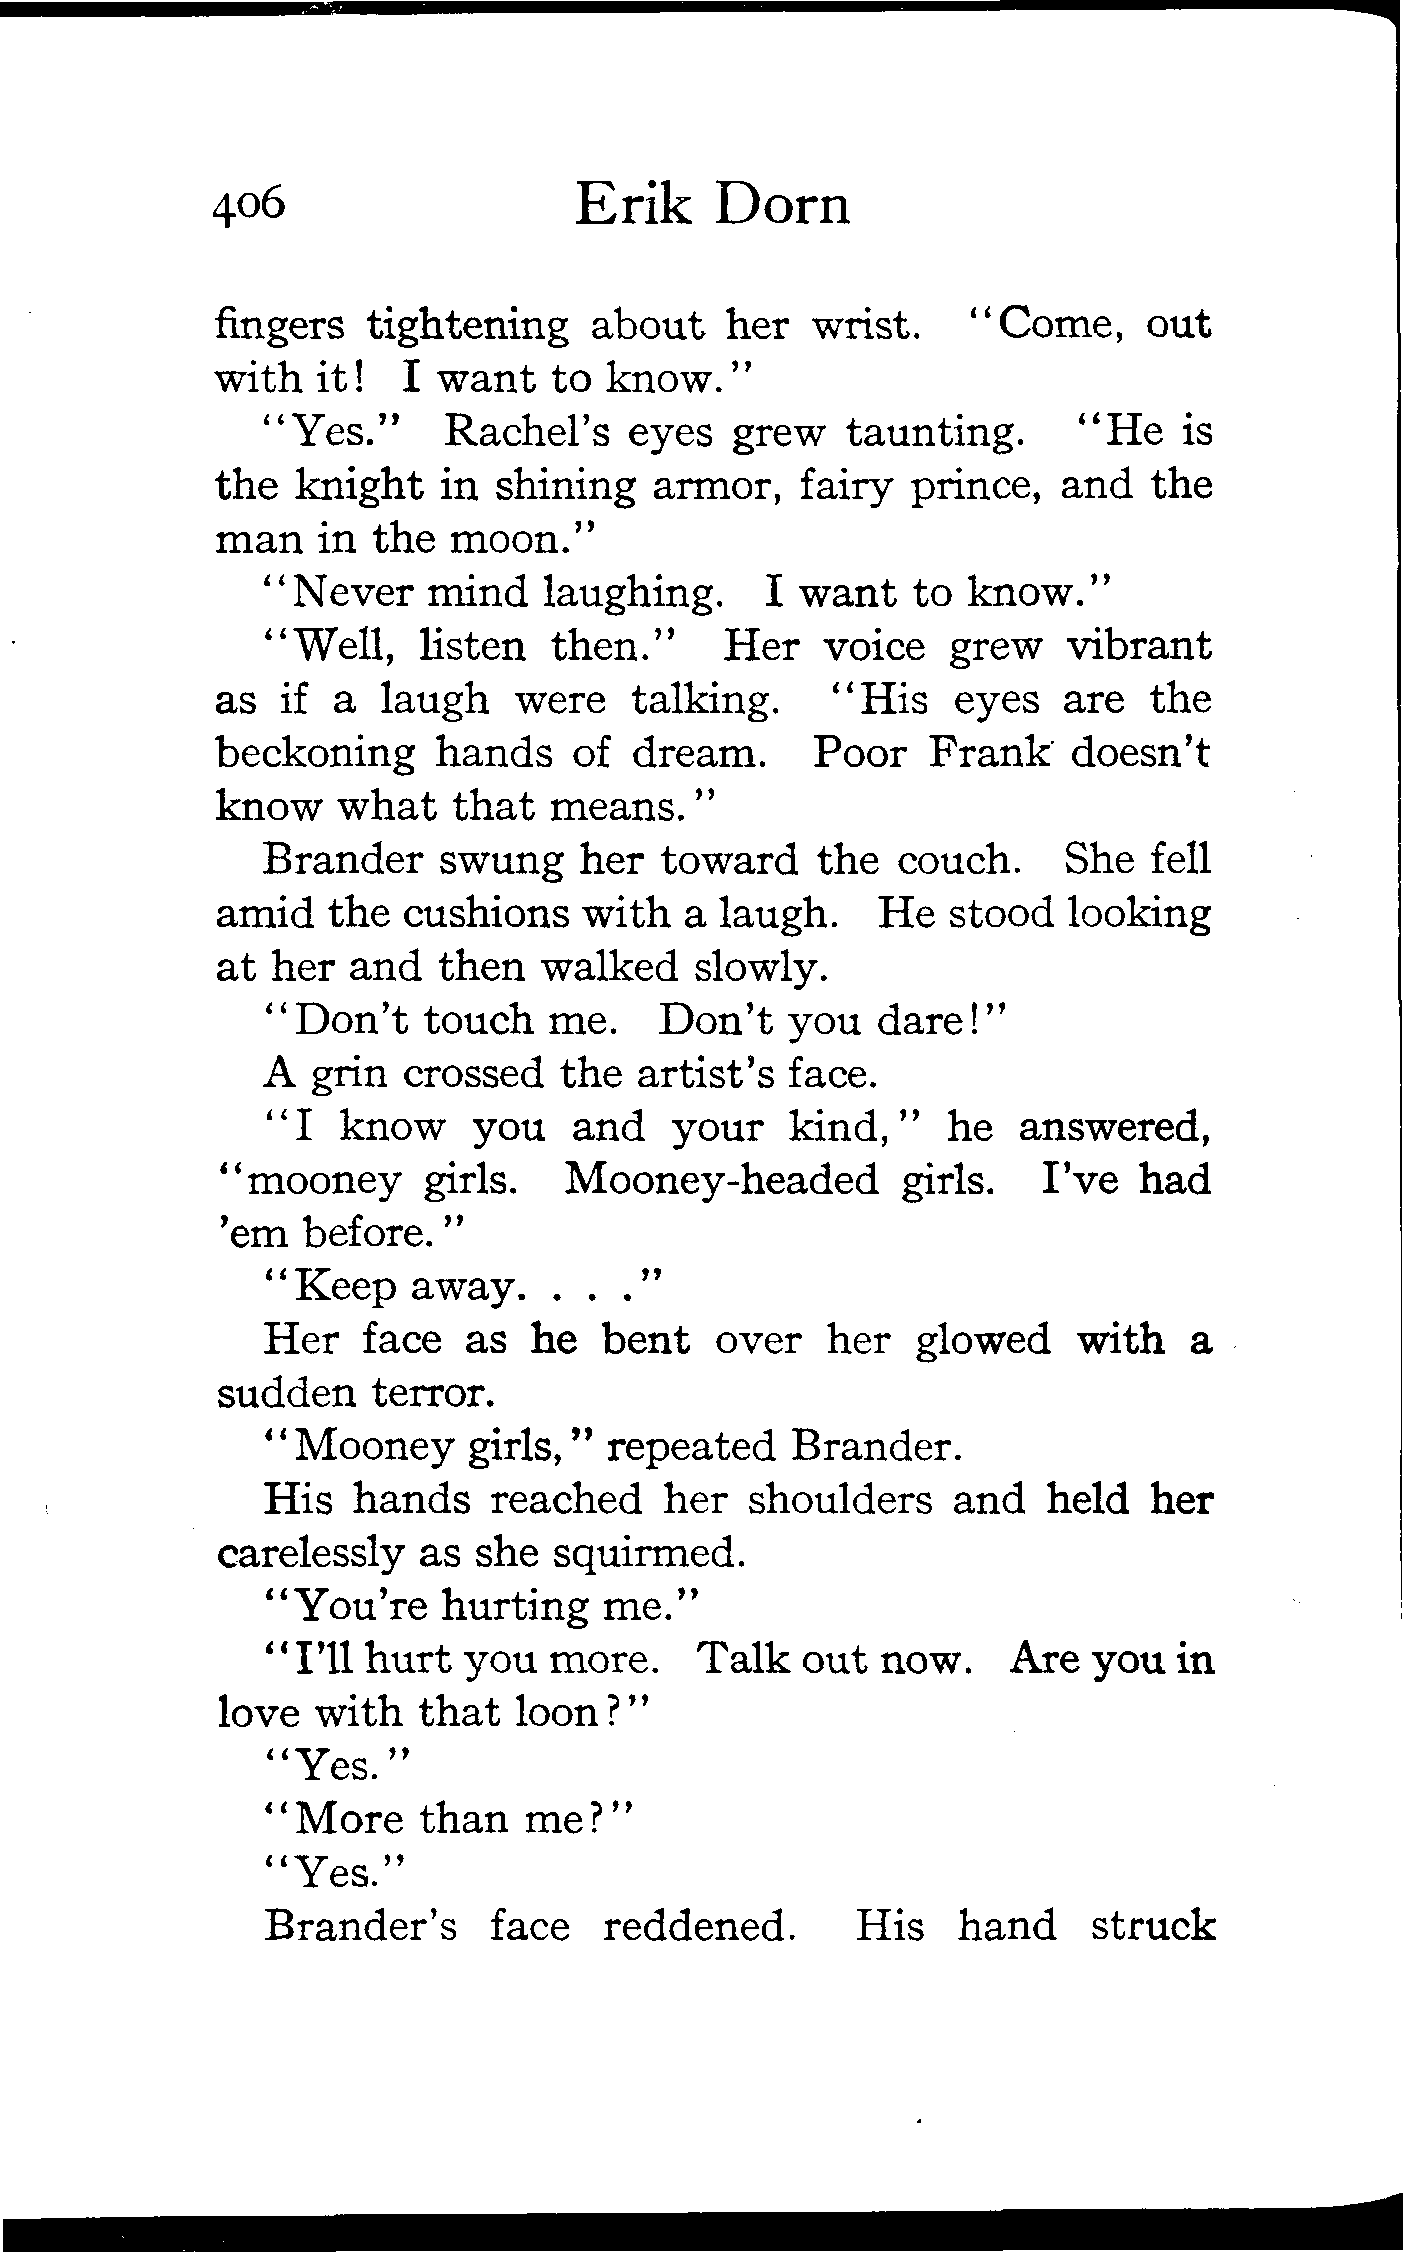 406 Erik Dorn
fingers tightening about her wrist. "Come, out
with it! I want to know."
"Yes." Rachel's eyes grew taunting. "He is
the knight in shining armor, fairy prince, and the
man in the moon."
"Never mind laughing. I want to know."
"Well, listen then." Her voice grew vibrant
as if a laugh were talking. "His eyes are the
beckoning hands of dream. Poor Frank doesn't
know what that means."
Brander swung her toward the couch. She fell
amid the cushions with a laugh. He stood looking
at her and then walked slowly.
"Don't touch me. Don't you dare!"
A grin crossed the artist's face.
"I know you and your kind," he answered,
"mooney girls. Mooney-headed girls. I've had
'em before."
"Keep away. . . ."
Her face as he bent over her glowed with a
sudden terror.
"Mooney girls," repeated Brander.
His hands reached her shoulders and held her
carelessly as she squirmed.
"You're hurting me."
"I'll hurt you more. Talk out now. Are you in
love with that loon?"
"Yes."
"More than me?"
"Yes."
Brander's face reddened. His hand struck